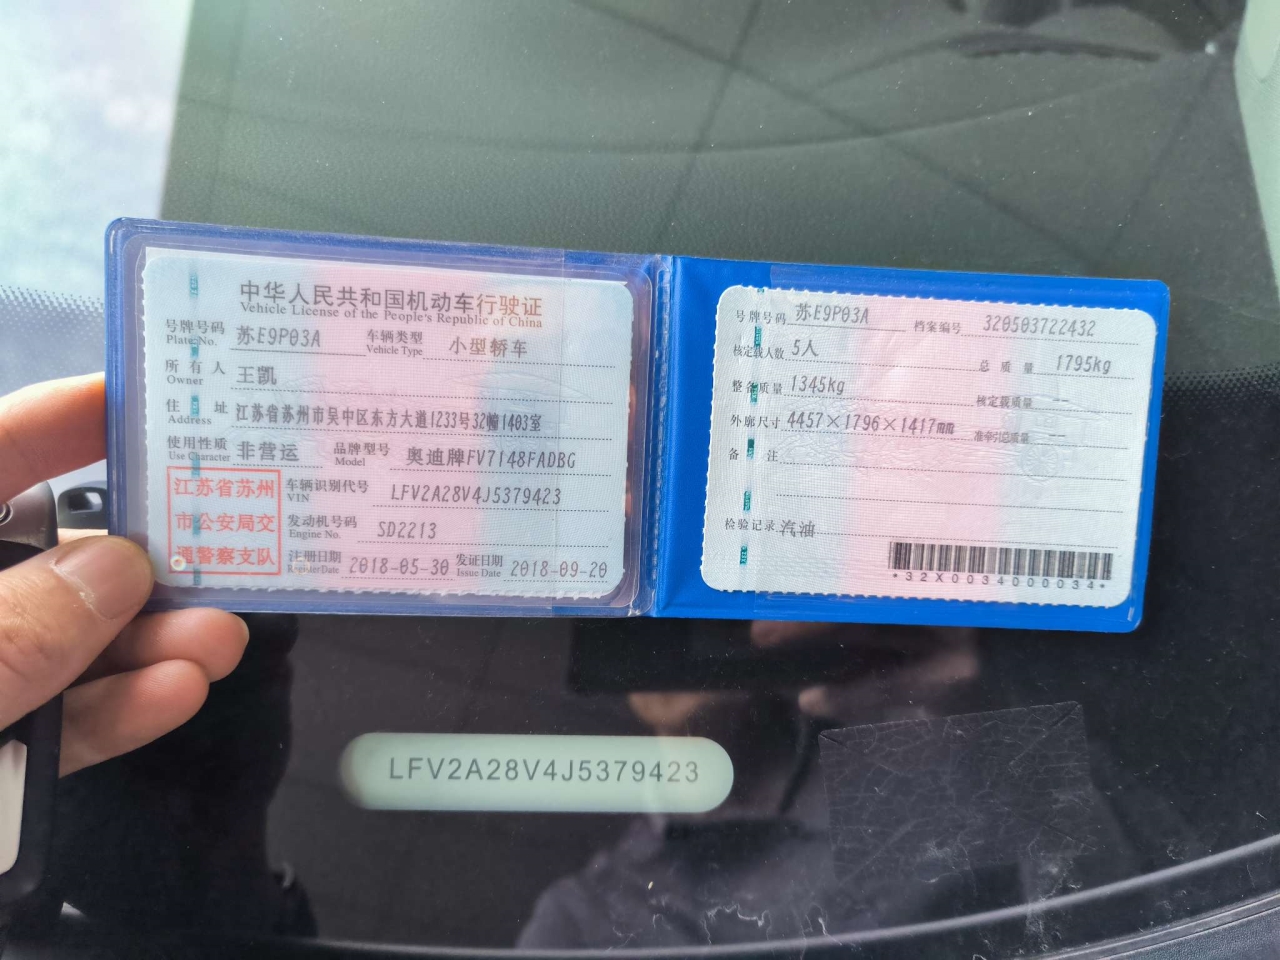 中华人民共和国机动车行驶证
Vehicle License of the People's Republic of China
号牌号码 苏E9P03A 车辆类型 小型轿车
Plate No. Vehicle Type
所有人 王凯
Owner
住址 江苏省苏州市吴中区东方大道1233号32幢1403室
Address
使用性质 非营运 品牌型号 奥迪牌FV7148FADBG
Use Character Model
江苏省苏州
市公安局交
通警察支队
车辆识别代号 LFV2A28V4J5379423
VIN
发动机号码 SD2213
Engine No.
注册日期 2018-05-30 发证日期 2018-09-20
Register Date Issue Date
号牌号码 苏E9P03A 档案编号 320503722432
核定载人数 5人 总质量 1795kg
整备质量 1345kg 核定载质量 --
外廓尺寸 4457×1796×1417mm 准牵引总质量 --
备注
检验记录 汽油
*32X0034000034*
LFV2A28V4J5379423